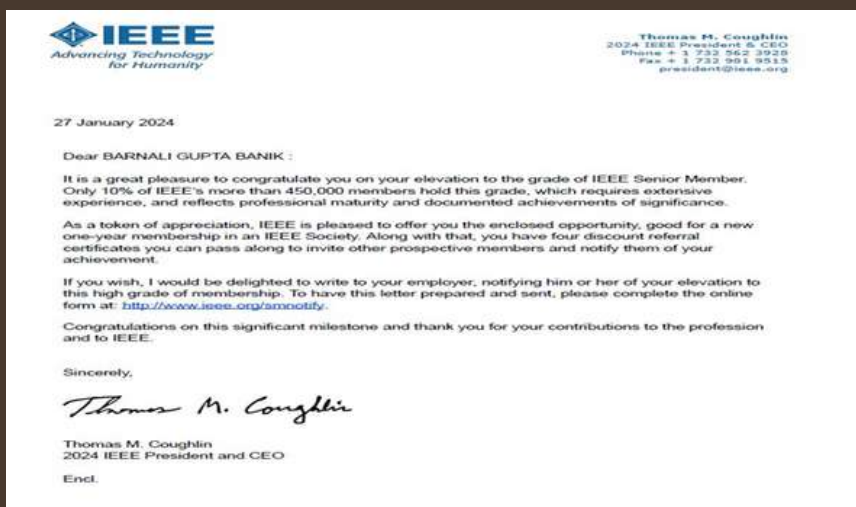 IEEE
Advancing Technology
for Humanity
Thomas M. Coughlin
2024 IEEE President & CEO
Phone + 1 732 562 3928
Fax + 1 732 981 9515
president@ieee.org
27 January 2024
Dear BARNALI GUPTA BANIK :
It is a great pleasure to congratulate you on your elevation to the grade of IEEE Senior Member.
Only 10% of IEEE's more than 450,000 members hold this grade, which requires extensive
experience, and reflects professional maturity and documented achievements of significance.
As a token of appreciation, IEEE is pleased to offer you the enclosed opportunity, good for a new
one-year membership in an IEEE Society. Along with that, you have four discount referral
certificates you can pass along to invite other prospective members and notify them of your
achievement.
If you wish, I would be delighted to write to your employer, notifying him or her of your elevation to
this high grade of membership. To have this letter prepared and sent, please complete the online
form at: http://www.ieee.org/smnotify.
Congratulations on this significant milestone and thank you for your contributions to the profession
and to IEEE.
Sincerely,
Thomas M. Coughlin
Thomas M. Coughlin
2024 IEEE President and CEO
Encl.